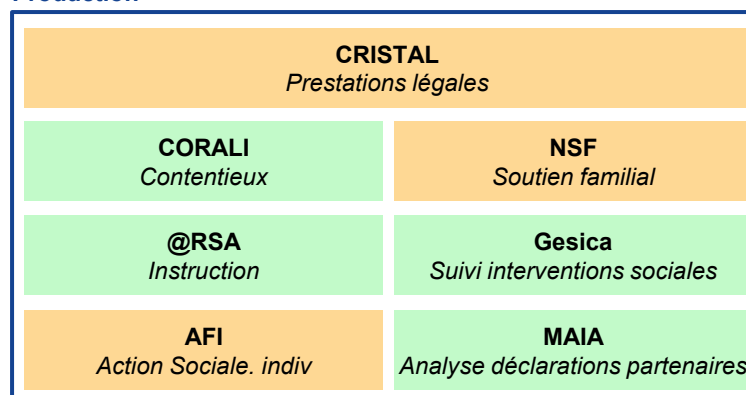 Production
CRISTAL
Prestations légales
CORALI
Contentieux
NSF
Soutien familial
@RSA
Instruction
Gesica
Suivi interventions sociales
AFI
Action Sociale. indiv
MAIA
Analyse déclarations partenaires